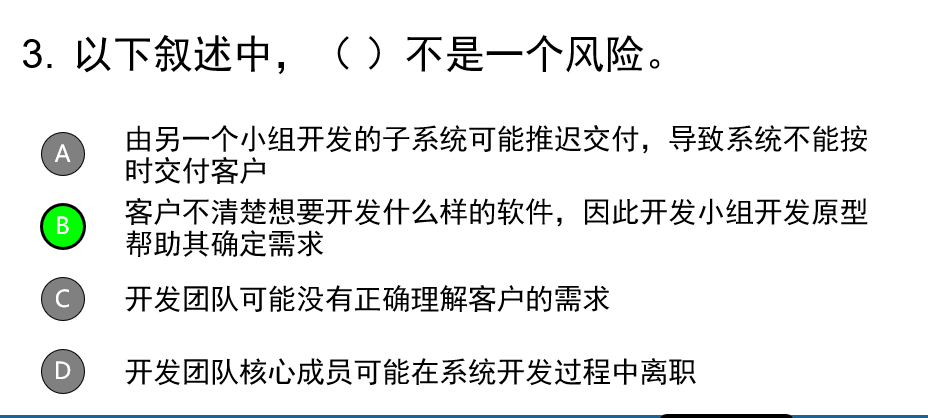 3. 以下叙述中，（ ）不是一个风险。
A 由另一个小组开发的子系统可能推迟交付，导致系统不能按
时交付客户
B 客户不清楚想要开发什么样的软件，因此开发小组开发原型
帮助其确定需求
C 开发团队可能没有正确理解客户的需求
D 开发团队核心成员可能在系统开发过程中离职